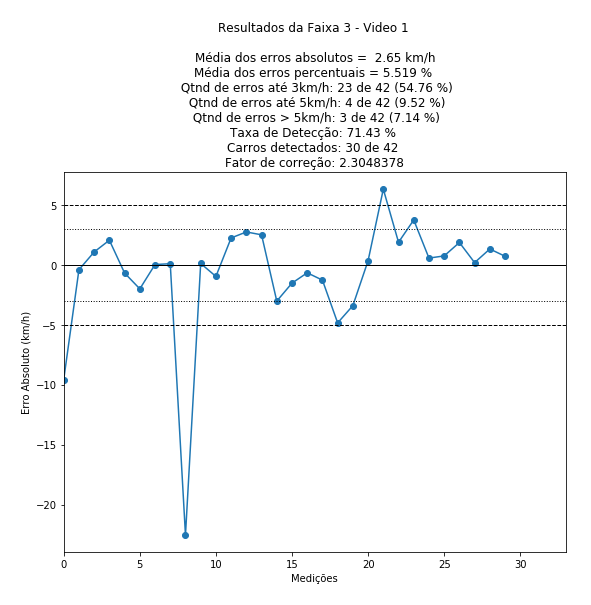 Resultados da Faixa 3 - Video 1
Média dos erros absolutos =  2.65 km/h
Média dos erros percentuais = 5.519 %
Qtnd de erros até 3km/h: 23 de 42 (54.76 %)
Qtnd de erros até 5km/h: 4 de 42 (9.52 %)
Qtnd de erros > 5km/h: 3 de 42 (7.14 %)
Taxa de Detecção: 71.43 %
Carros detectados: 30 de 42
Fator de correção: 2.3048378
5
0
−5
−10
−15
−20
Erro Absoluto (km/h)
0 5 10 15 20 25 30
Medições